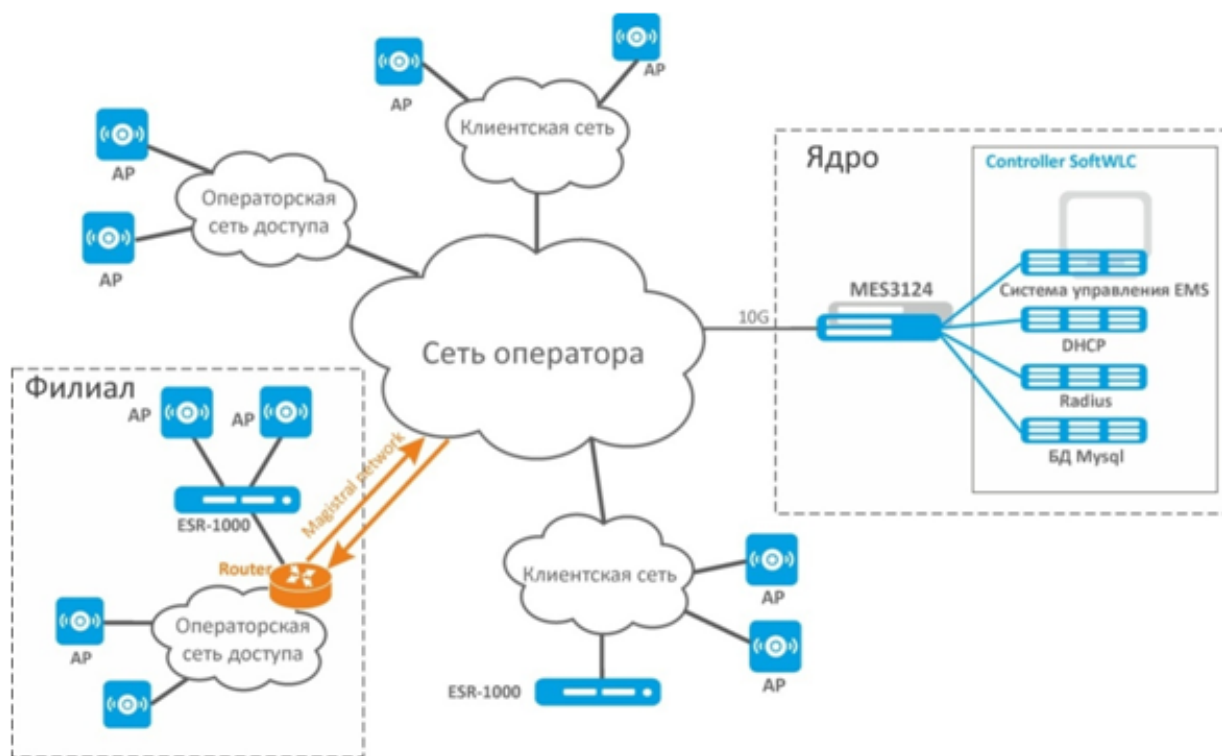 AP
AP
Клиентская сеть
AP
Операторская
сеть доступа
AP
Ядро
Controller SoftWLC
MES3124
Система управления EMS
10G
DHCP
Radius
БД Mysql
Сеть оператора
Филиал
AP
AP
ESR-1000
Magistral network
Router
Операторская
сеть доступа
AP
Клиентская сеть
AP
AP
ESR-1000